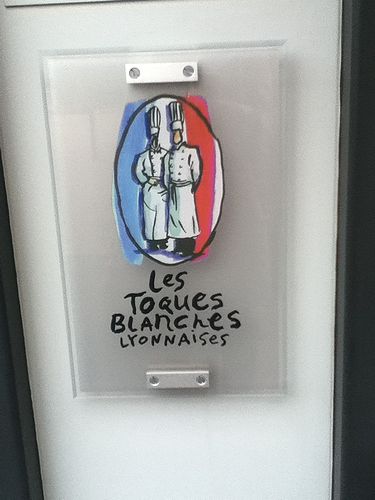 Les
Toques
Blanches
Lyonnaises